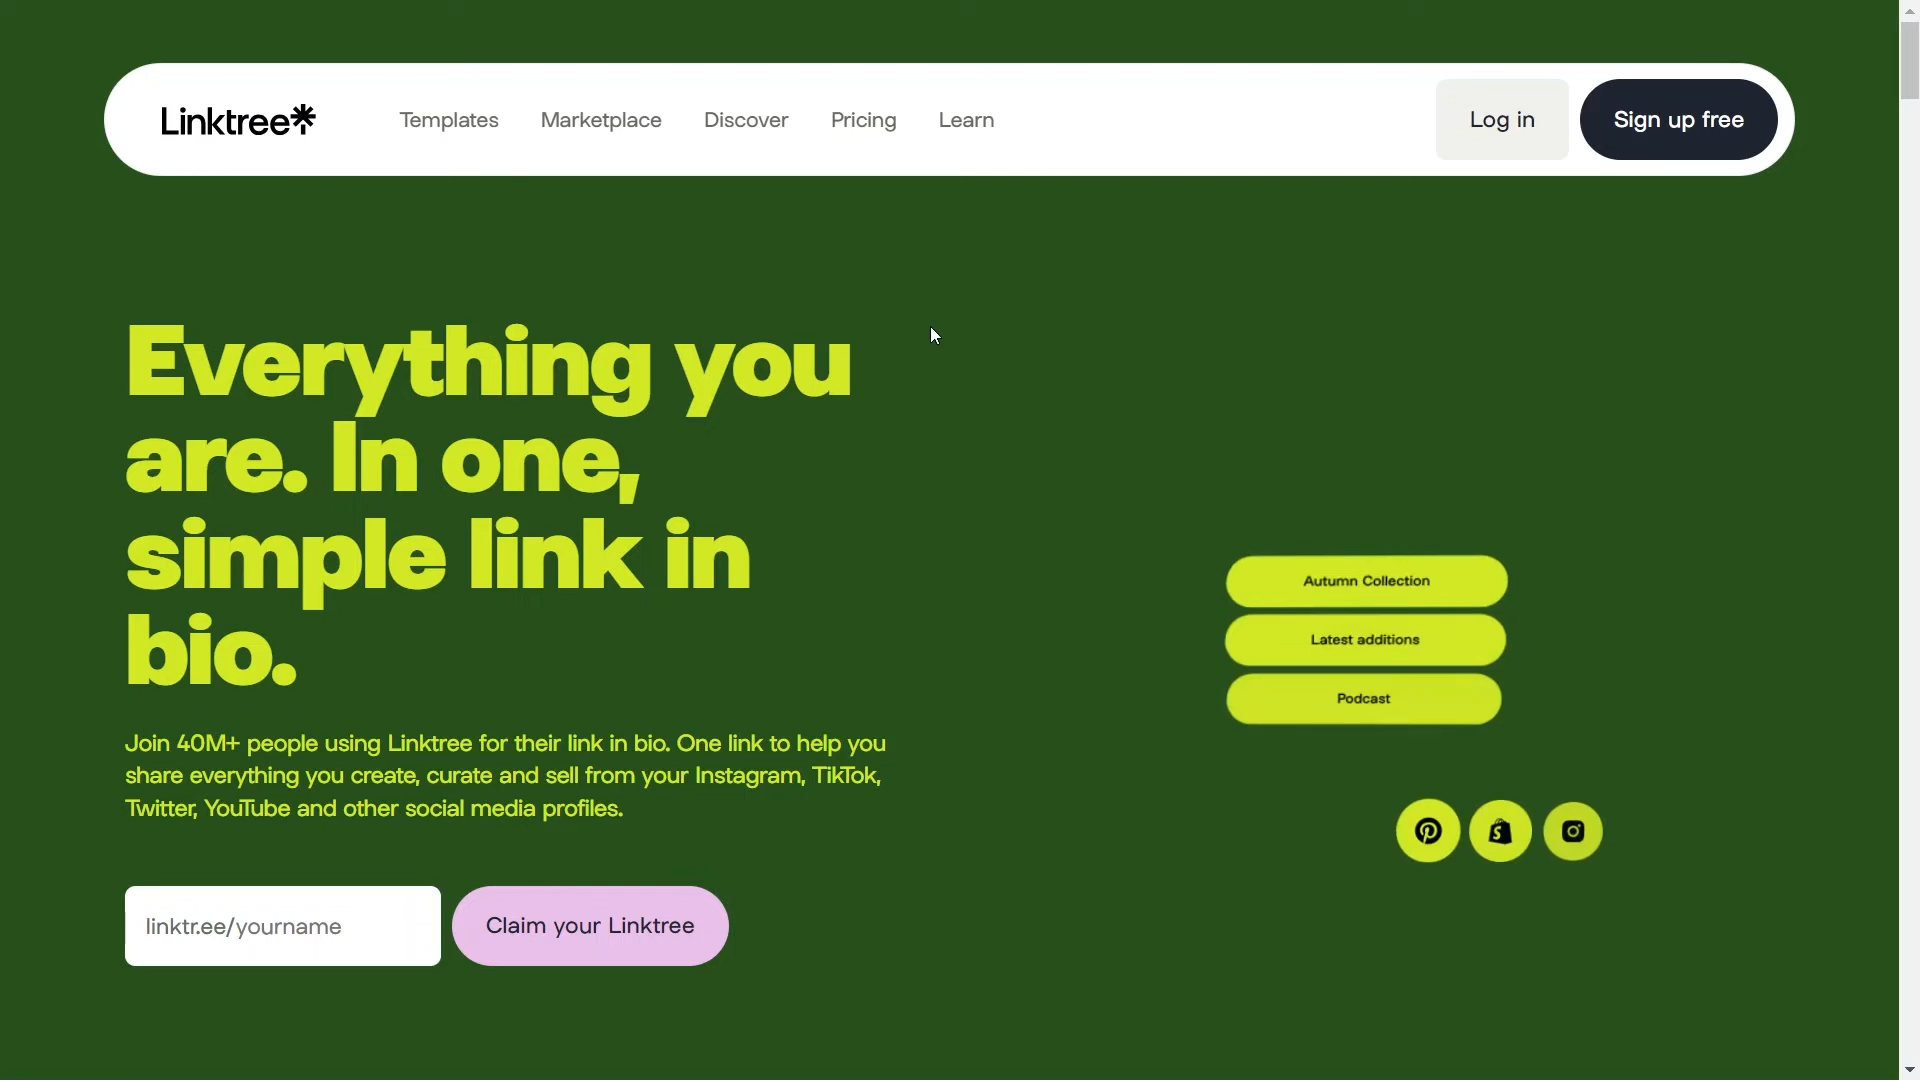 Linktree
Templates
Marketplace
Discover
Pricing
Learn
Log in
Sign up free
Everything you
are. In one,
simple link in
bio.
Join 40M+ people using Linktree for their link in bio. One link to help you
share everything you create, curate and sell from your Instagram, TikTok,
Twitter, YouTube and other social media profiles.
linktr.ee/yourname
Claim your Linktree
Autumn Collection
Latest additions
Podcast